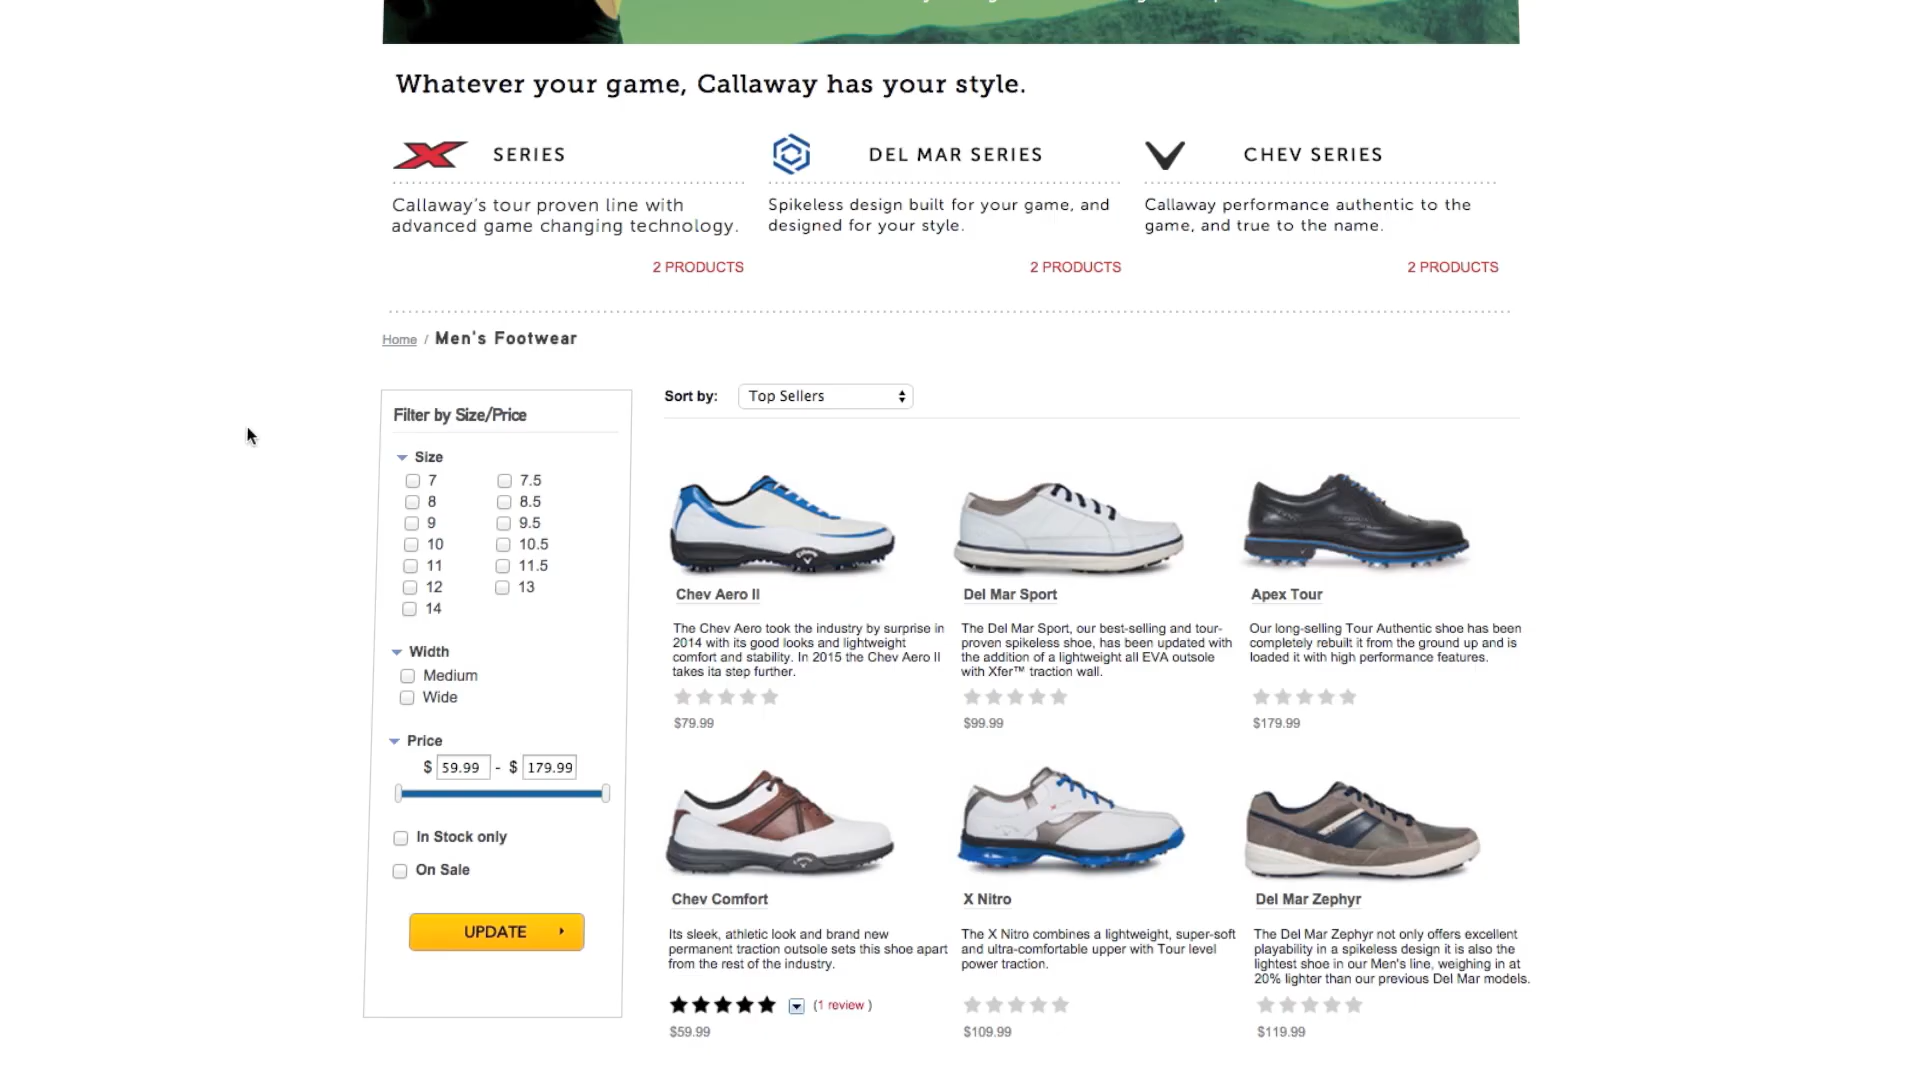 Whatever your game, Callaway has your style.
SERIES
DEL MAR SERIES
CHEV SERIES
Callaway's tour proven line with
advanced game changing technology.
Spikeless design built for your game, and
designed for your style.
Callaway performance authentic to the
game, and true to the name.
2 PRODUCTS
2 PRODUCTS
2 PRODUCTS
Home / Men's Footwear
Filter by Size/Price
Size
7 7.5
8 8.5
9 9.5
10 10.5
11 11.5
12 13
14
Width
Medium
Wide
Price
$ 59.99 - $ 179.99
In Stock only
On Sale
UPDATE
Sort by: Top Sellers
Chev Aero II
The Chev Aero took the industry by surprise in
2014 with its good looks and lightweight
comfort and stability. In 2015 the Chev Aero II
takes ita step further.
$79.99
Del Mar Sport
The Del Mar Sport, our best-selling and tour-
proven spikeless shoe, has been updated with
the addition of a lightweight all EVA outsole
with Xfer™ traction wall.
$99.99
Apex Tour
Our long-selling Tour Authentic shoe has been
completely rebuilt it from the ground up and is
loaded it with high performance features.
$179.99
Chev Comfort
Its sleek, athletic look and brand new
permanent traction outsole sets this shoe apart
from the rest of the industry.
(1 review )
$59.99
X Nitro
The X Nitro combines a lightweight, super-soft
and ultra-comfortable upper with Tour level
power traction.
$109.99
Del Mar Zephyr
The Del Mar Zephyr not only offers excellent
playability in a spikeless design it is also the
lightest shoe in our Men's line, weighing in at
20% lighter than our previous Del Mar models.
$119.99